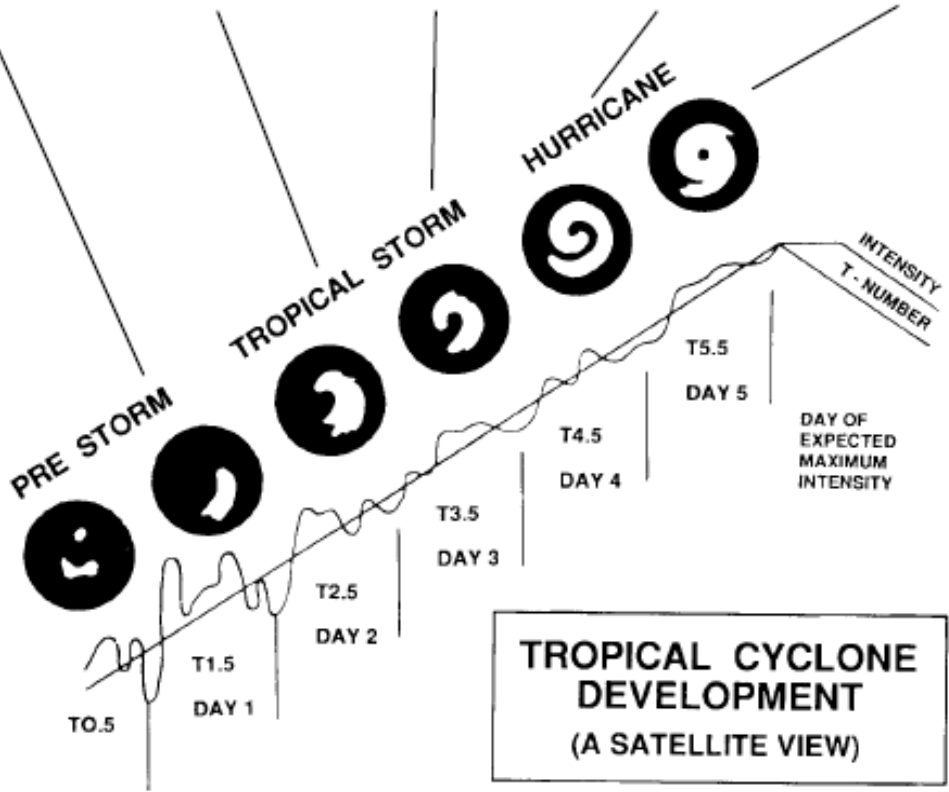 HURRICANE
TROPICAL STORM
PRE STORM
INTENSITY
T - NUMBER
T5.5
DAY 5
DAY OF
EXPECTED
MAXIMUM
INTENSITY
T4.5
DAY 4
T3.5
DAY 3
T2.5
DAY 2
T1.5
DAY 1
TO.5
TROPICAL CYCLONE
DEVELOPMENT
(A SATELLITE VIEW)